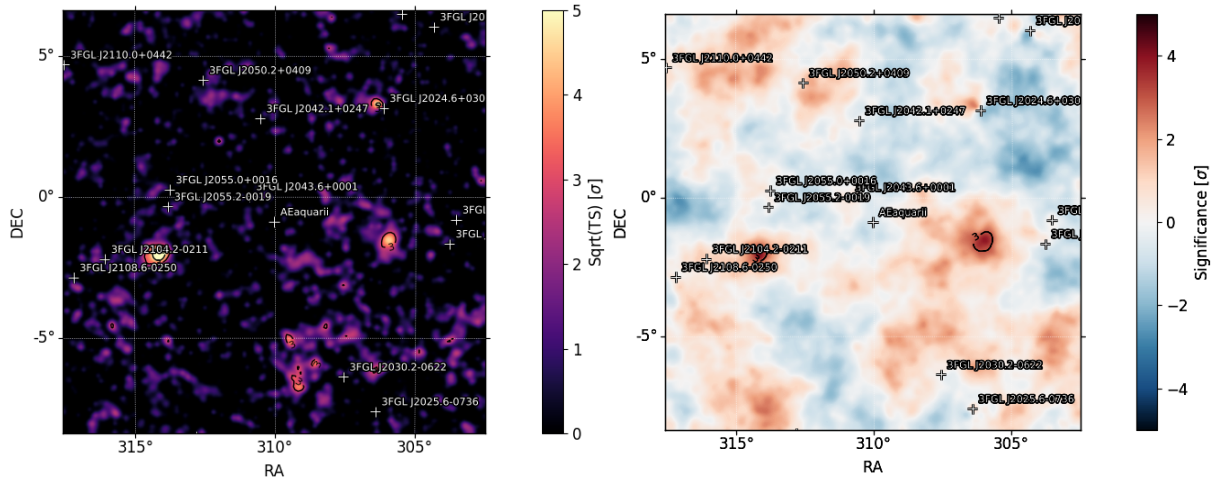 3FGL J20
5°
3FGL J2110.0+0442
3FGL J2050.2+0409
3FGL J2024.6+030
3FGL J2042.1+0247
3FGL J2055.0+0016
3FGL J2043.6+0001
0°
3FGL J2055.2-0019
3FGL
AEaquarii
3FGL
3FGL J2104.2-0211
3FGL J2108.6-0250
3
-5°
3FGL J2030.2-0622
3FGL J2025.6-0736
315°
310°
305°
RA
DEC
5
4
3
2
1
0
Sqrt(TS) [σ]
3FGL J20
5°
3FGL J2110.0+0442
3FGL J2050.2+0409
3FGL J2024.6+030
3FGL J2042.1+0247
3FGL J2055.0+0016
3FGL J2043.6+0001
0°
3FGL J2055.2-0019
3FGL
AEaquarii
3FGL J
3FGL J2104.2-0211
3FGL J2108.6-0250
3
-5°
3FGL J2030.2-0622
3FGL J2025.6-0736
315°
310°
305°
RA
DEC
4
2
0
−2
−4
Significance [σ]